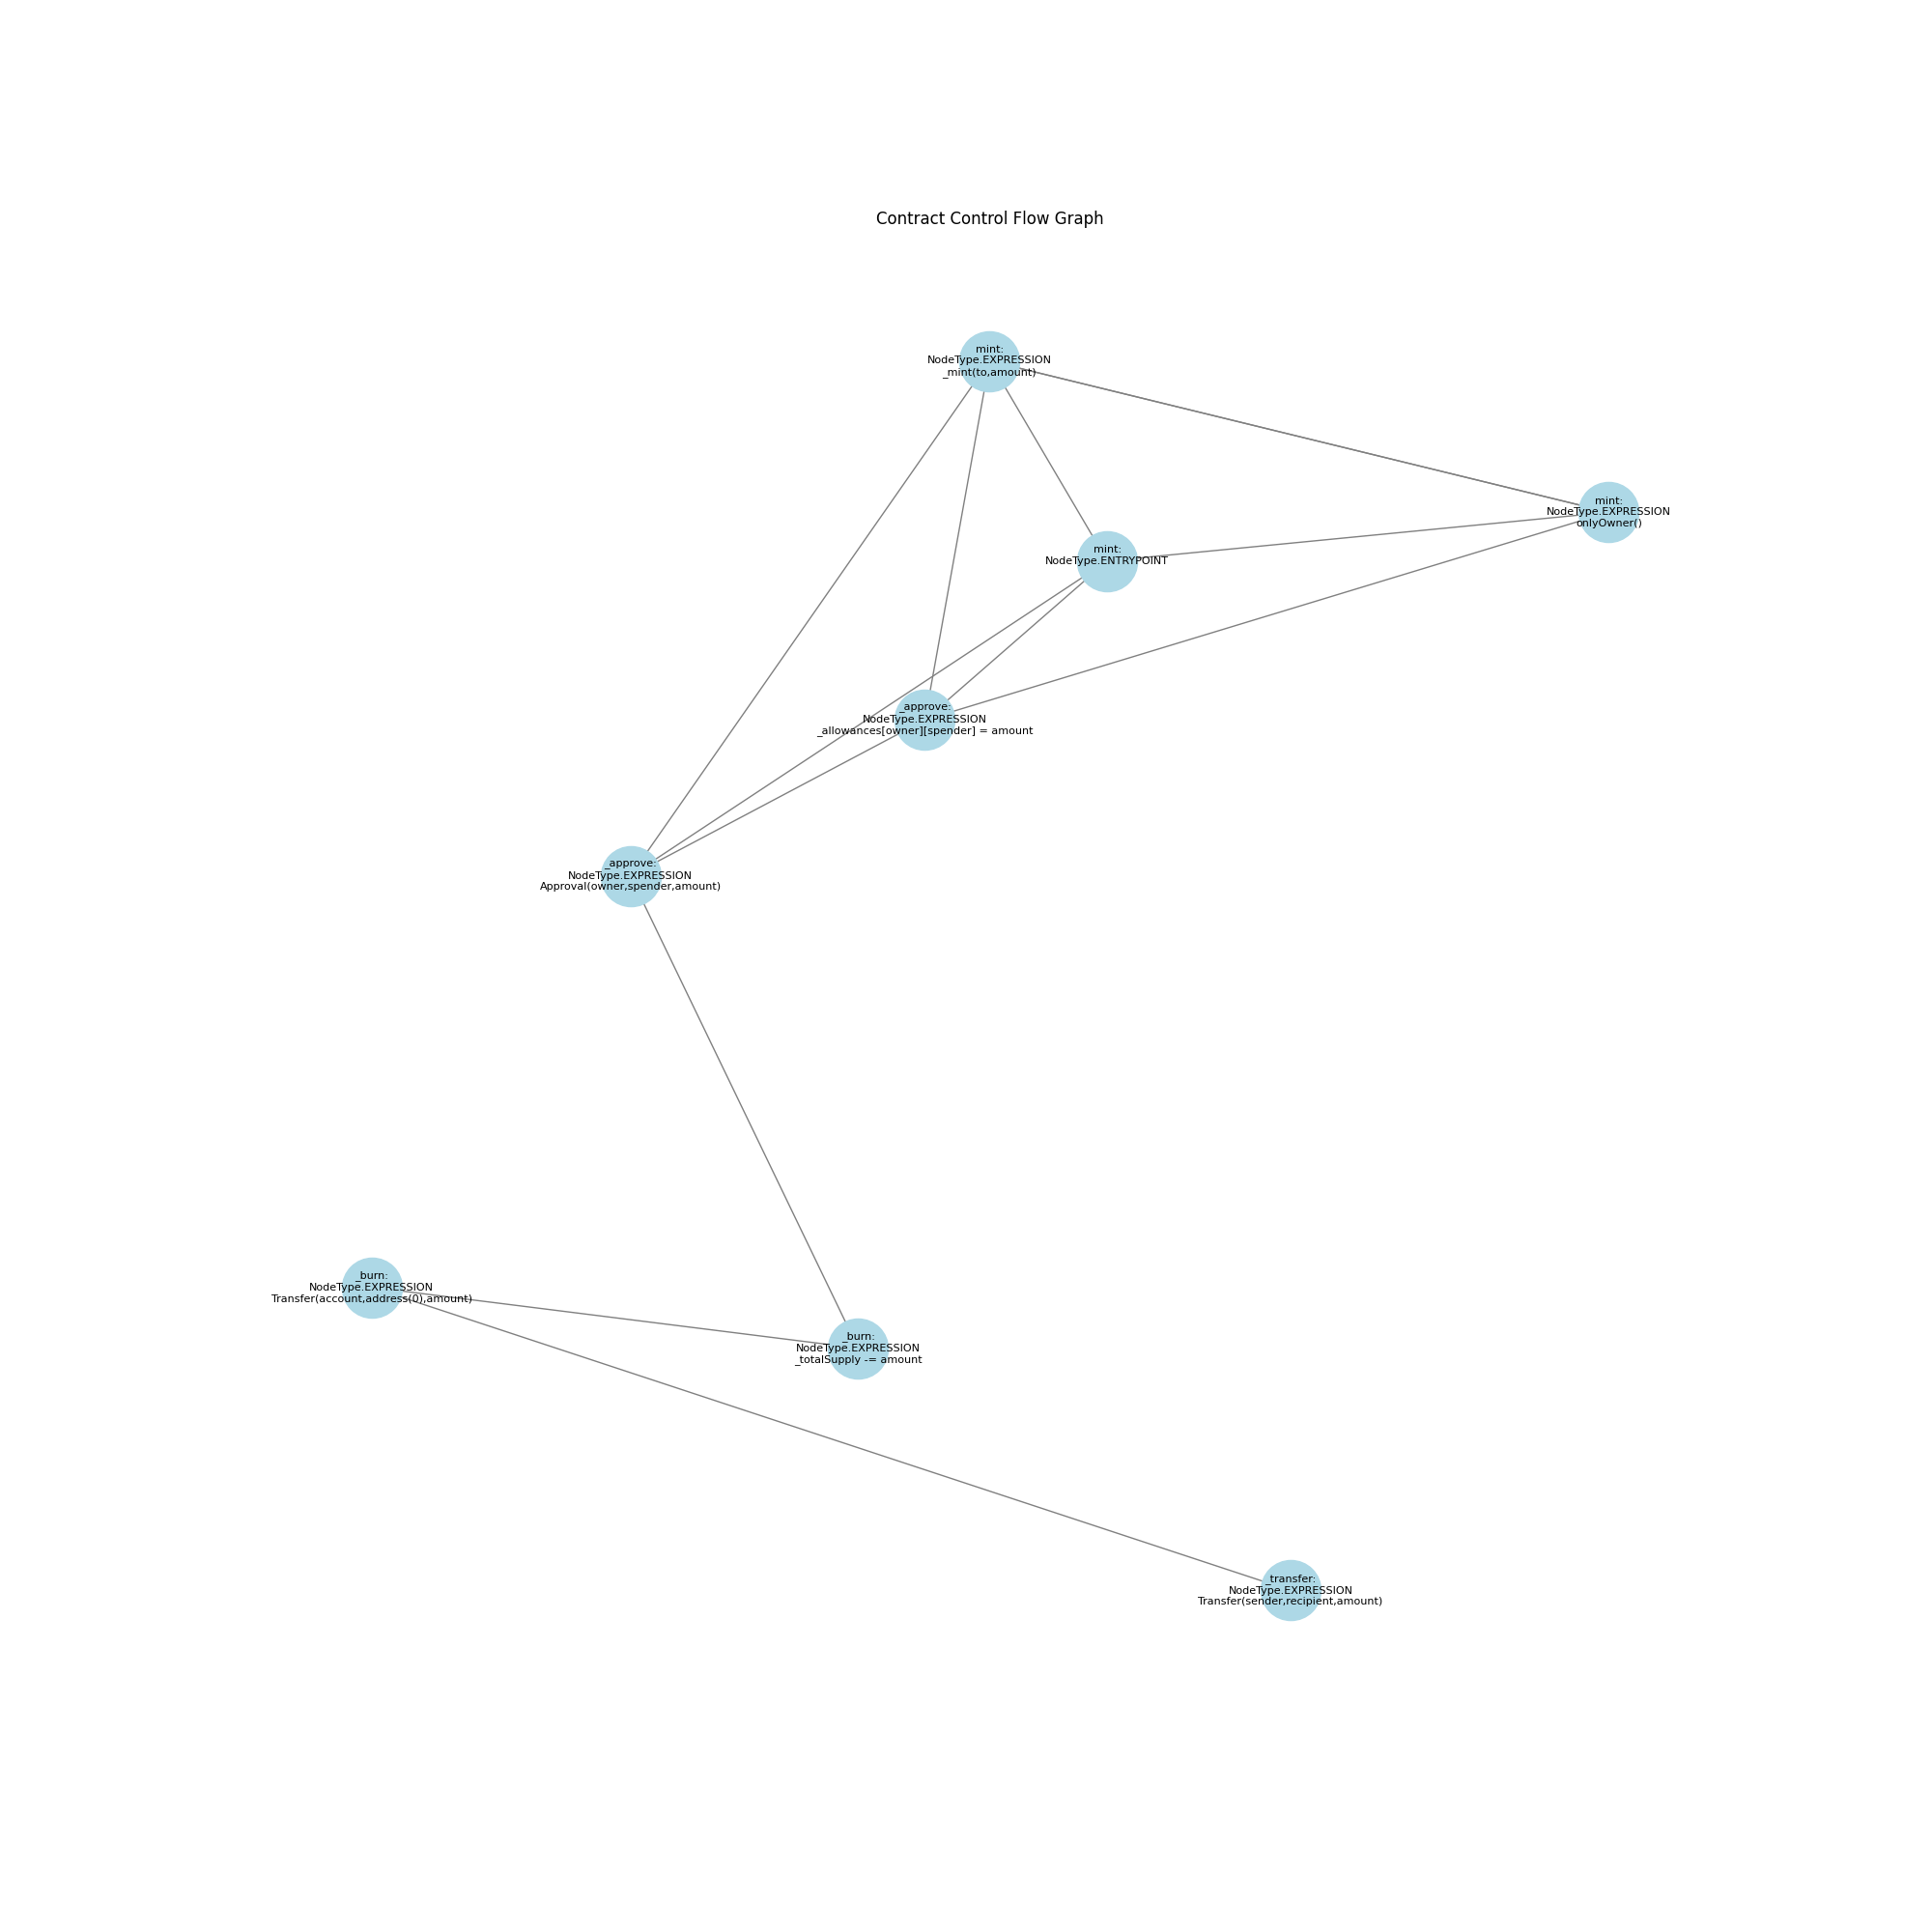 Contract Control Flow Graph
mint:
NodeType.EXPRESSION
_mint(to,amount)
mint:
NodeType.EXPRESSION
onlyOwner()
mint:
NodeType.ENTRYPOINT
_approve:
NodeType.EXPRESSION
_allowances[owner][spender] = amount
_approve:
NodeType.EXPRESSION
Approval(owner,spender,amount)
_burn:
NodeType.EXPRESSION
Transfer(account,address(0),amount)
_burn:
NodeType.EXPRESSION
_totalSupply -= amount
_transfer:
NodeType.EXPRESSION
Transfer(sender,recipient,amount)